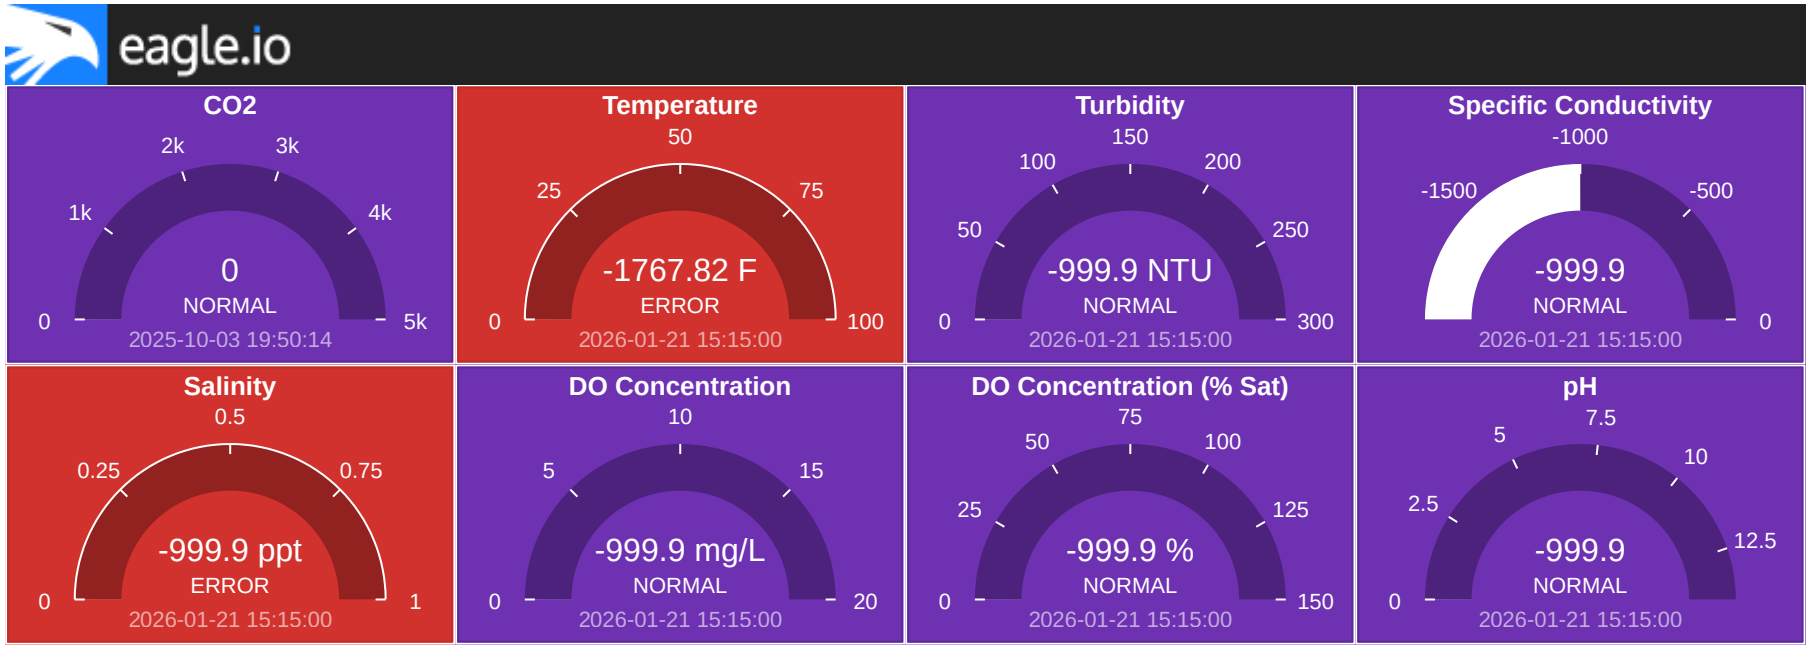 eagle.io
CO2
2k
3k
1k
4k
0
NORMAL
0
5k
2025-10-03 19:50:14
Temperature
50
25
75
-1767.82 F
ERROR
0
100
2026-01-21 15:15:00
Turbidity
150
100
200
50
250
-999.9 NTU
NORMAL
0
300
2026-01-21 15:15:00
Specific Conductivity
-1000
-1500
-500
-999.9
NORMAL
0
2026-01-21 15:15:00
Salinity
0.5
0.25
0.75
-999.9 ppt
ERROR
0
1
2026-01-21 15:15:00
DO Concentration
10
5
15
-999.9 mg/L
NORMAL
0
20
2026-01-21 15:15:00
DO Concentration (% Sat)
75
50
100
25
125
-999.9 %
NORMAL
0
150
2026-01-21 15:15:00
pH
7.5
5
10
2.5
12.5
-999.9
NORMAL
0
2026-01-21 15:15:00